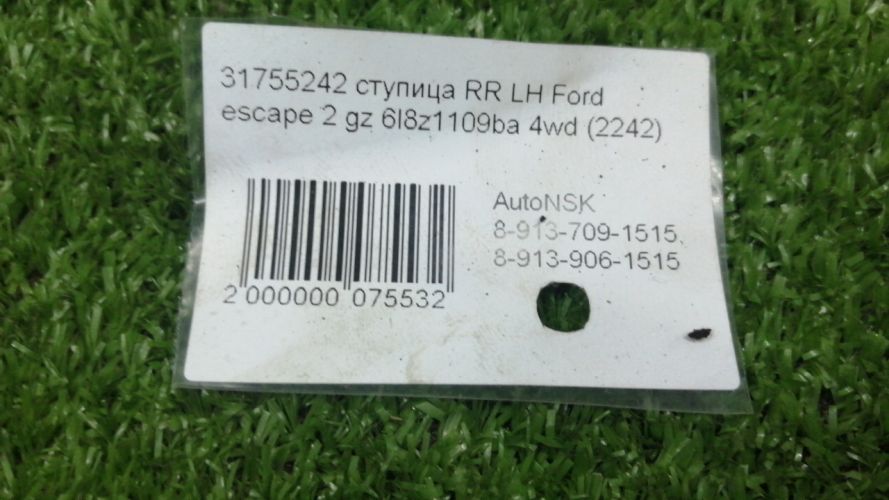 31755242 ступица RR LH Ford
escape 2 gz 6l8z1109ba 4wd (2242)
AutoNSK
8-913-709-1515,
8-913-906-1515
2 000000 075532